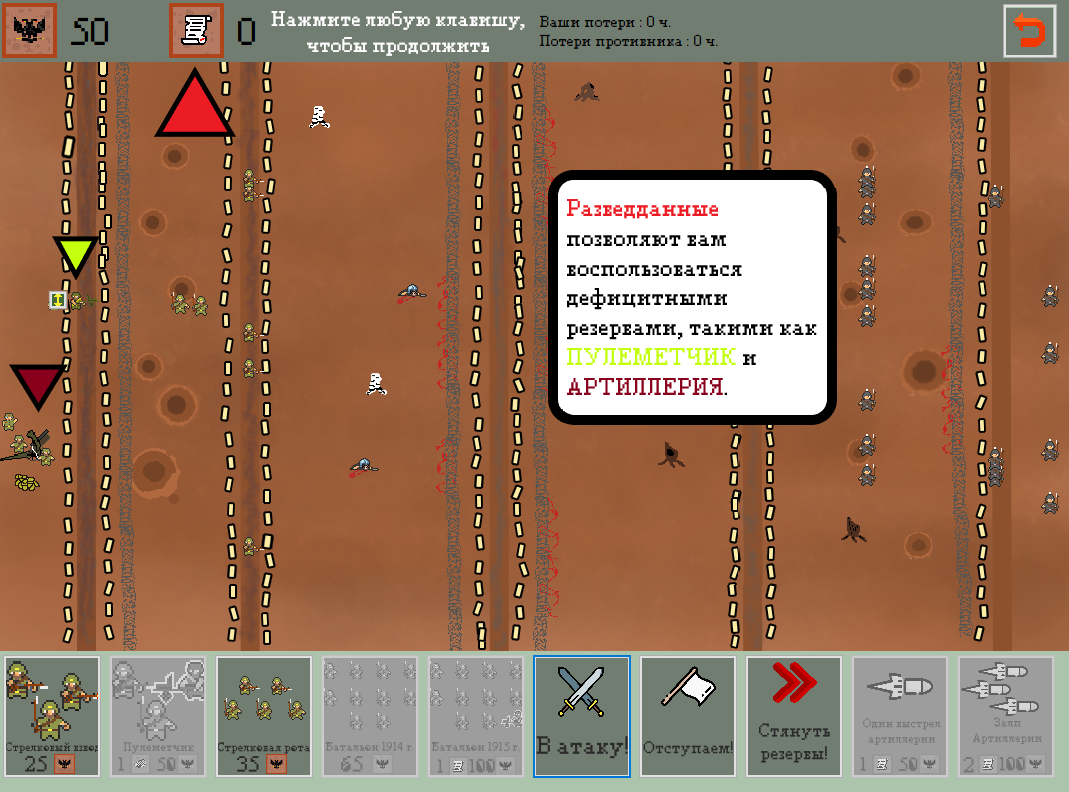 50
0
Нажмите любую клавишу,
чтобы продолжить
Ваши потери : 0 ч.
Потери противника : 0 ч.
Разведданные
позволяют вам
воспользоваться
дефицитными
резервами, такими как
ПУЛЕМЕТЧИК и
АРТИЛЛЕРИЯ.
Стрелковый взвод
25
Пулеметчик
1 50
Стрелковая рота
35
Батальон 1914 г.
65
Батальон 1915 г.
1 100
В атаку!
Отступаем!
Стянуть
резервы!
Один выстрел
артиллерии
1 50
Залп
Артиллерии
2 100